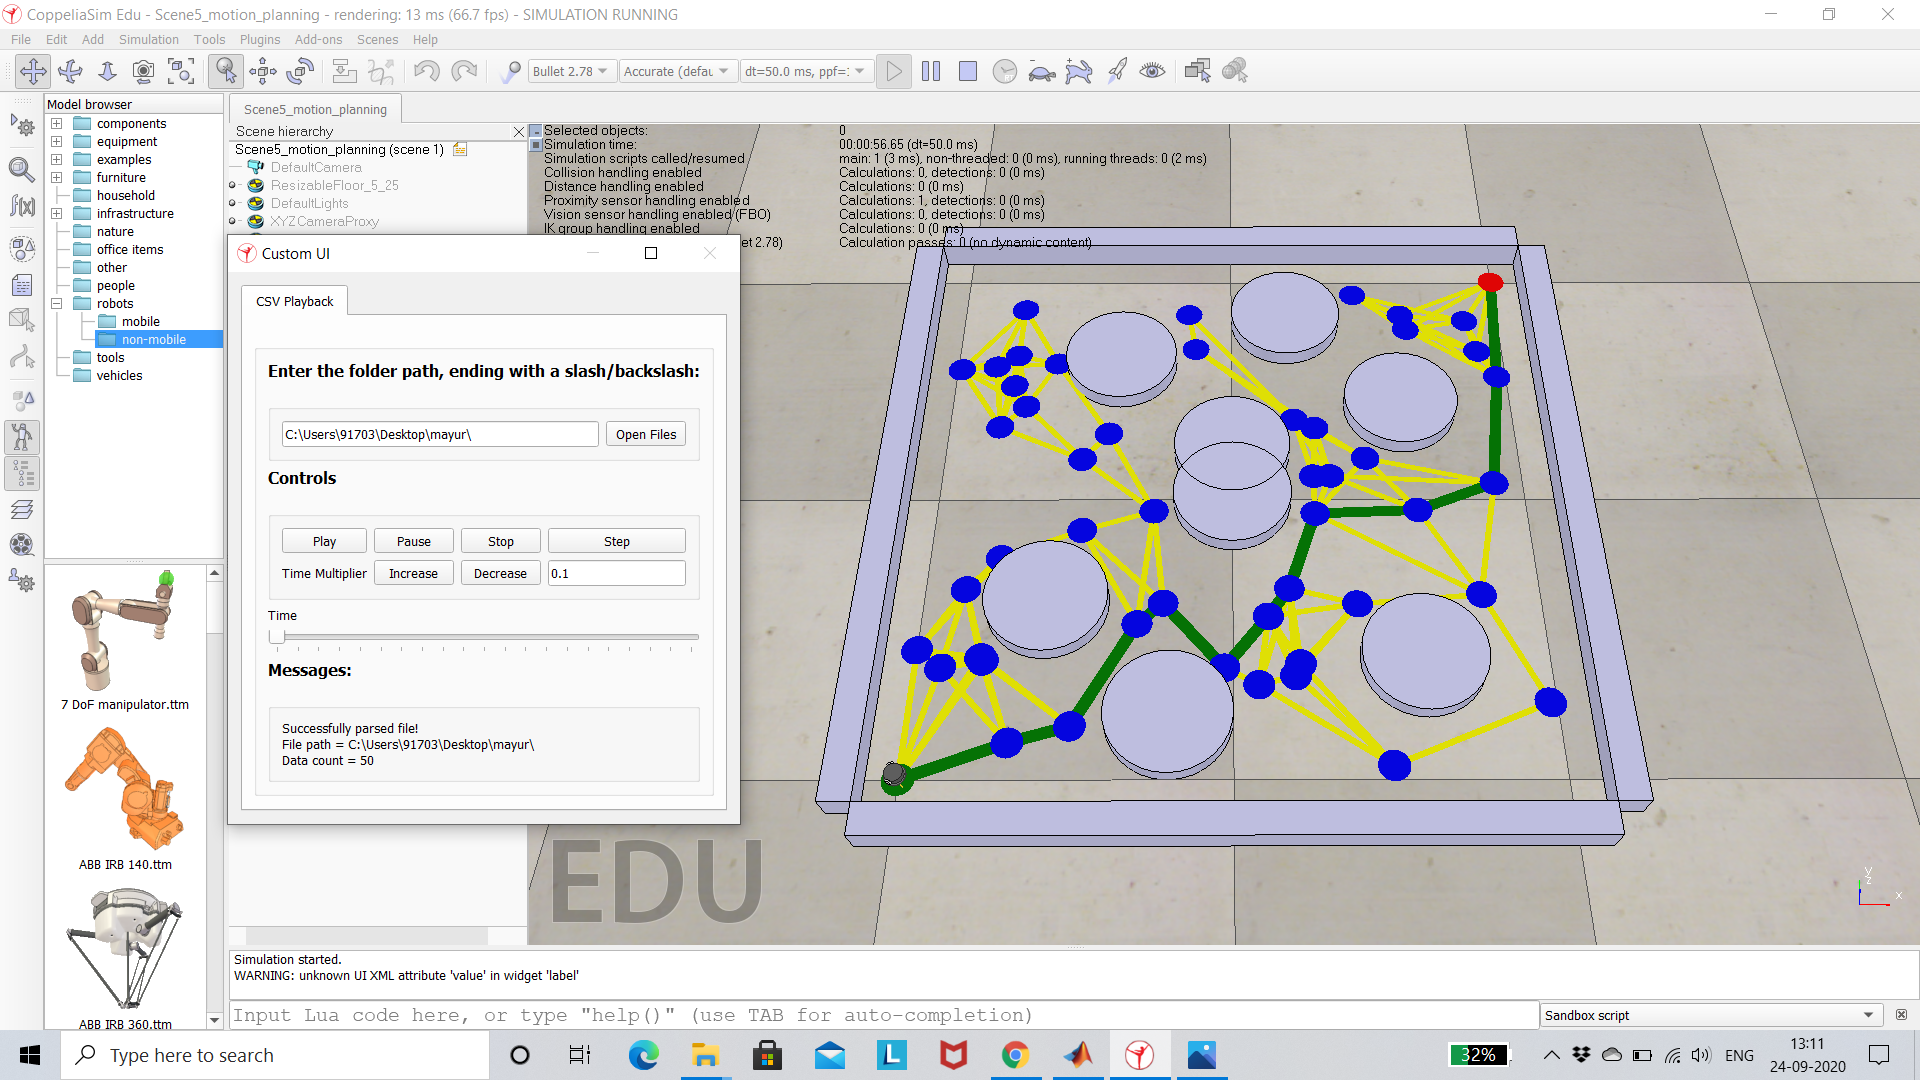 CoppeliaSim Edu - Scene5_motion_planning - rendering: 13 ms (66.7 fps) - SIMULATION RUNNING
File Edit Add Simulation Tools Plugins Add-ons Scenes Help
Bullet 2.78 Accurate (defau dt=50.0 ms, ppf=
Model browser
components
equipment
examples
furniture
household
infrastructure
nature
office items
other
people
robots
mobile
non-mobile
tools
vehicles
7 DoF manipulator.ttm
ABB IRB 140.ttm
ABB IRB 360.ttm
Scene5_motion_planning
Scene hierarchy
Scene5_motion_planning (scene 1)
DefaultCamera
ResizableFloor_5_25
DefaultLights
XYZCameraProxy
Selected objects: 0
Simulation time: 00:00:56.65 (dt=50.0 ms)
Simulation scripts called/resumed main: 1 (3 ms), non-threaded: 0 (0 ms), running threads: 0 (2 ms)
Collision handling enabled Calculations: 0, detections: 0 (0 ms)
Distance handling enabled Calculations: 0 (0 ms)
Proximity sensor handling enabled Calculations: 1, detections: 0 (0 ms)
Vision sensor handling enabled (FBO) Calculations: 0, detections: 0 (0 ms)
IK group handling enabled Calculations: 0 (0 ms)
et 2.78) Calculation passes: 0 (no dynamic content)
Custom UI
CSV Playback
Enter the folder path, ending with a slash/backslash:
C:\Users\91703\Desktop\mayur\ Open Files
Controls
Play Pause Stop Step
Time Multiplier Increase Decrease 0.1
Time
Messages:
Successfully parsed file!
File path = C:\Users\91703\Desktop\mayur\
Data count = 50
EDU
Simulation started.
WARNING: unknown UI XML attribute 'value' in widget 'label'
Input Lua code here, or type "help()" (use TAB for auto-completion)
Sandbox script
Type here to search
32%
ENG
13:11
24-09-2020